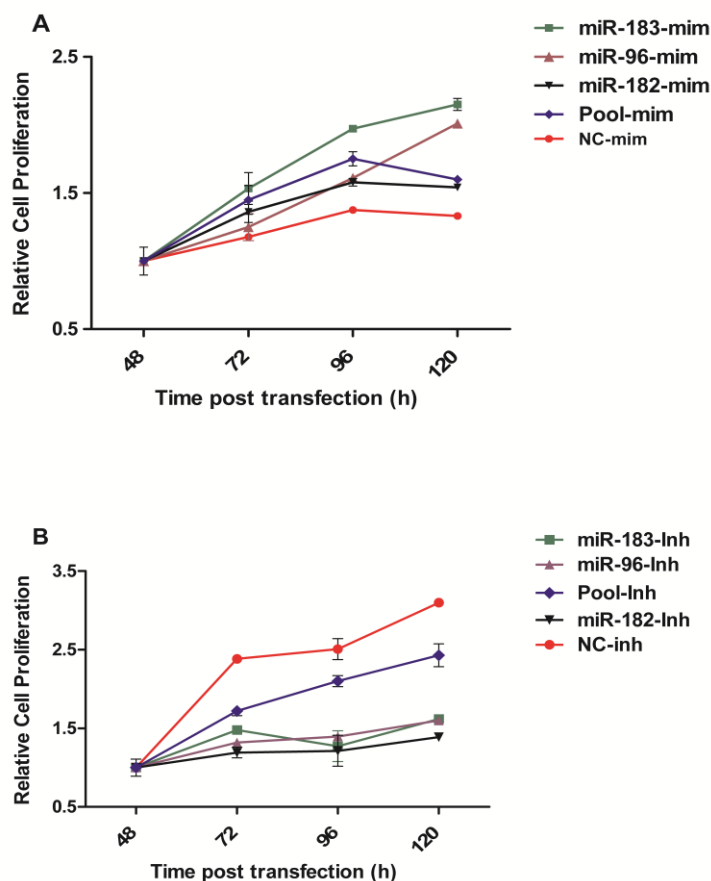 A
miR-183-mim
miR-96-mim
miR-182-mim
Pool-mim
NC-mim
2.5
1.5
0.5
Relative Cell Proliferation
48
72
96
120
Time post transfection (h)
B
miR-183-Inh
miR-96-Inh
Pool-Inh
miR-182-Inh
NC-inh
3.5
2.5
1.5
0.5
Relative Cell Proliferation
48
72
96
120
Time post transfection (h)